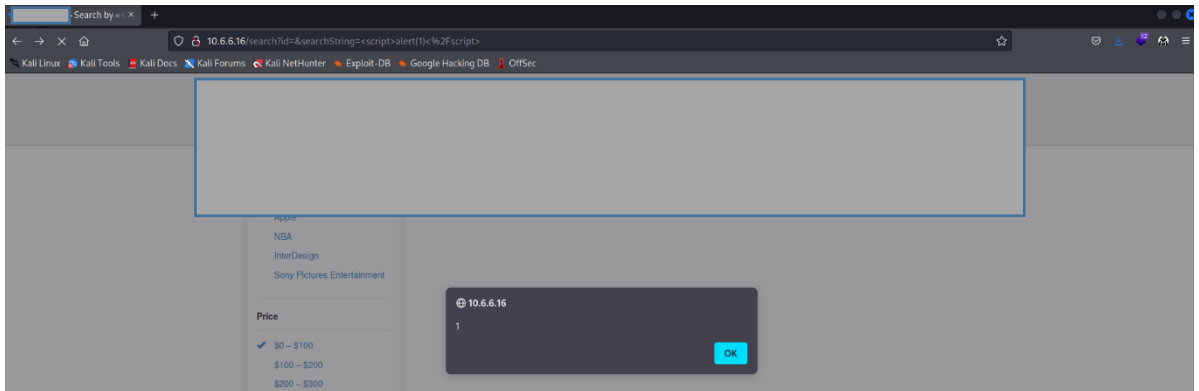 Search by «<
10.6.6.16/search?id=&searchString=<script>alert(1)<%2Fscript>
12
Kali Linux Kali Tools Kali Docs Kali Forums Kali NetHunter Exploit-DB Google Hacking DB OffSec
Apple
NBA
InterDesign
Sony Pictures Entertainment
10.6.6.16
1
Price
OK
$0 – $100
$100 – $200
$200 – $300